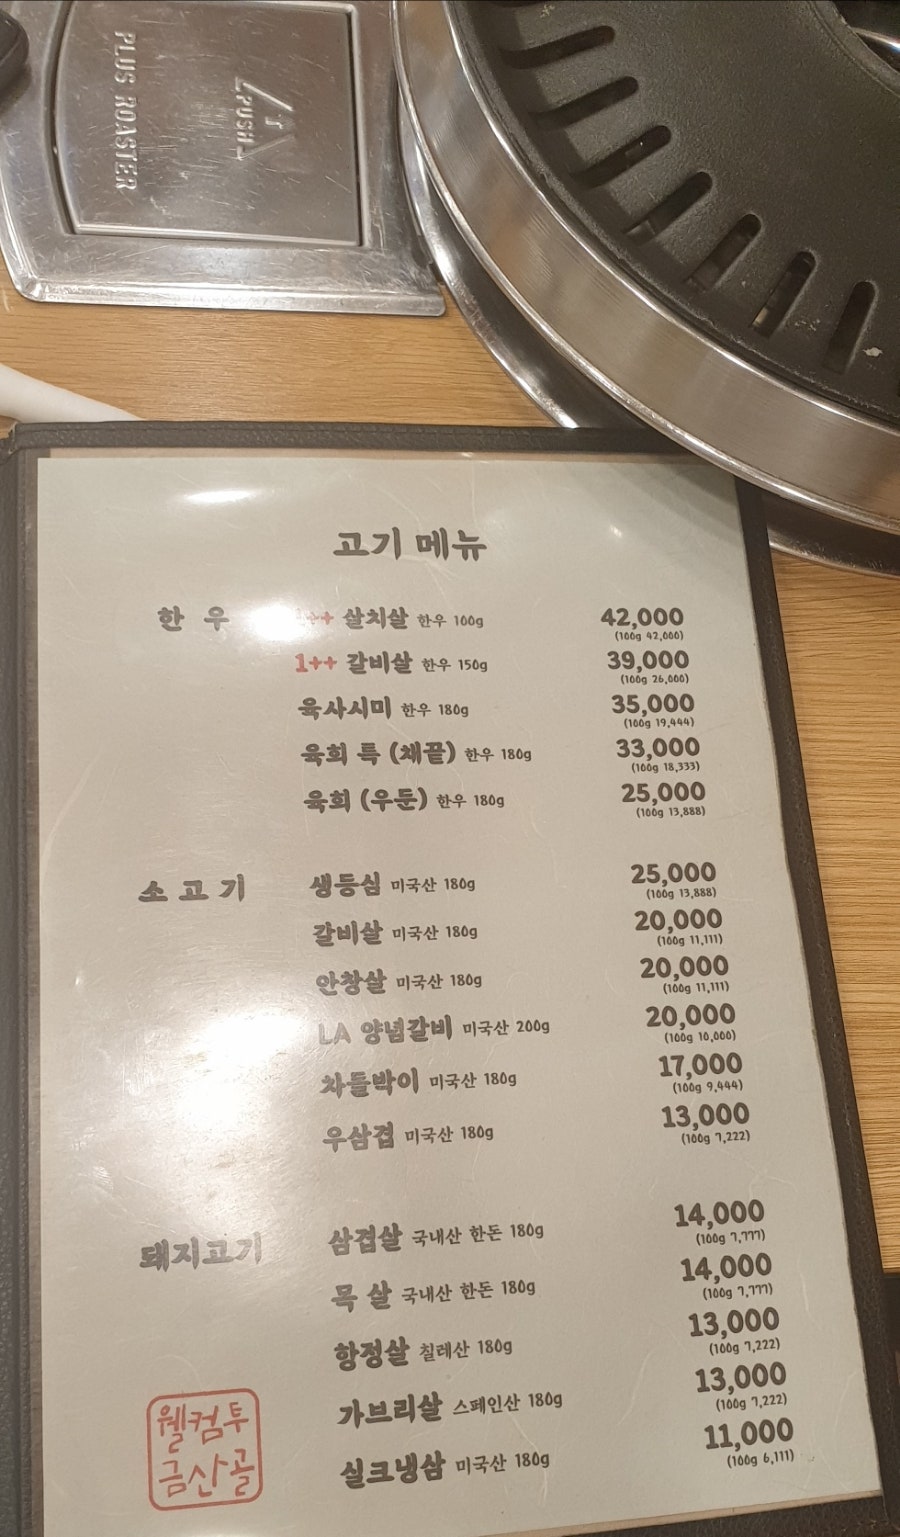 PLUS ROASTER
PUSH
고기 메뉴
한 우
++ 살치살 한우 100g 42,000
(100g 42,000)
1++ 갈비살 한우 150g 39,000
(100g 26,000)
육사시미 한우 180g 35,000
(100g 19,444)
육회 특 (채끝) 한우 180g 33,000
(100g 18,333)
육회 (우둔) 한우 180g 25,000
(100g 13,888)
소 고 기
생등심 미국산 180g 25,000
(100g 13,888)
갈비살 미국산 180g 20,000
(100g 11,111)
안창살 미국산 180g 20,000
(100g 11,111)
LA 양념갈비 미국산 200g 20,000
(100g 10,000)
차돌박이 미국산 180g 17,000
(100g 9,444)
우삼겹 미국산 180g 13,000
(100g 7,222)
돼지고기
삼겹살 국내산 한돈 180g 14,000
(100g 7,777)
목 살 국내산 한돈 180g 14,000
(100g 7,777)
항정살 칠레산 180g 13,000
(100g 7,222)
가브리살 스페인산 180g 13,000
(100g 7,222)
실크냉삼 미국산 180g 11,000
(100g 6,111)
웰컴투
금산골